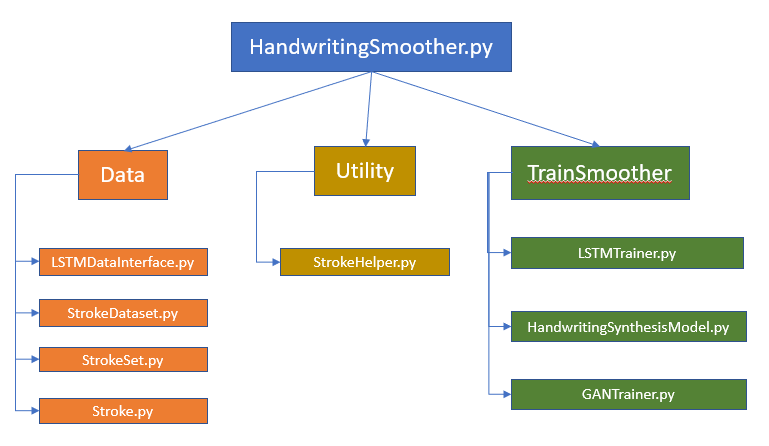 HandwritingSmoother.py
Data
Utility
TrainSmoother
LSTMDataInterface.py
StrokeHelper.py
LSTMTrainer.py
StrokeDataset.py
HandwritingSynthesisModel.py
StrokeSet.py
GANTrainer.py
Stroke.py